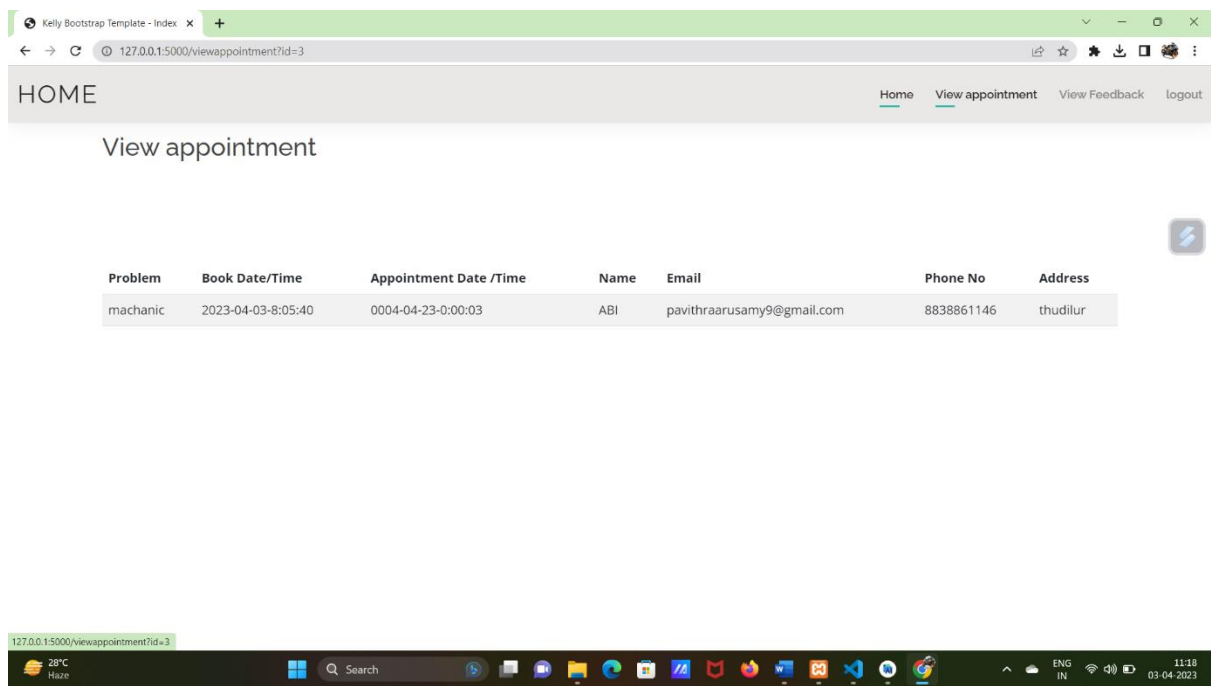 Kelly Bootstrap Template - Index
127.0.0.1:5000/viewappointment?id=3
HOME
Home View appointment View Feedback logout
View appointment
Problem Book Date/Time Appointment Date /Time Name Email Phone No Address
machanic 2023-04-03-8:05:40 0004-04-23-0:00:03 ABI pavithraarusamy9@gmail.com 8838861146 thudilur
127.0.0.1:5000/viewappointment?id=3
28°C
Haze
Search
ENG
IN
11:18
03-04-2023